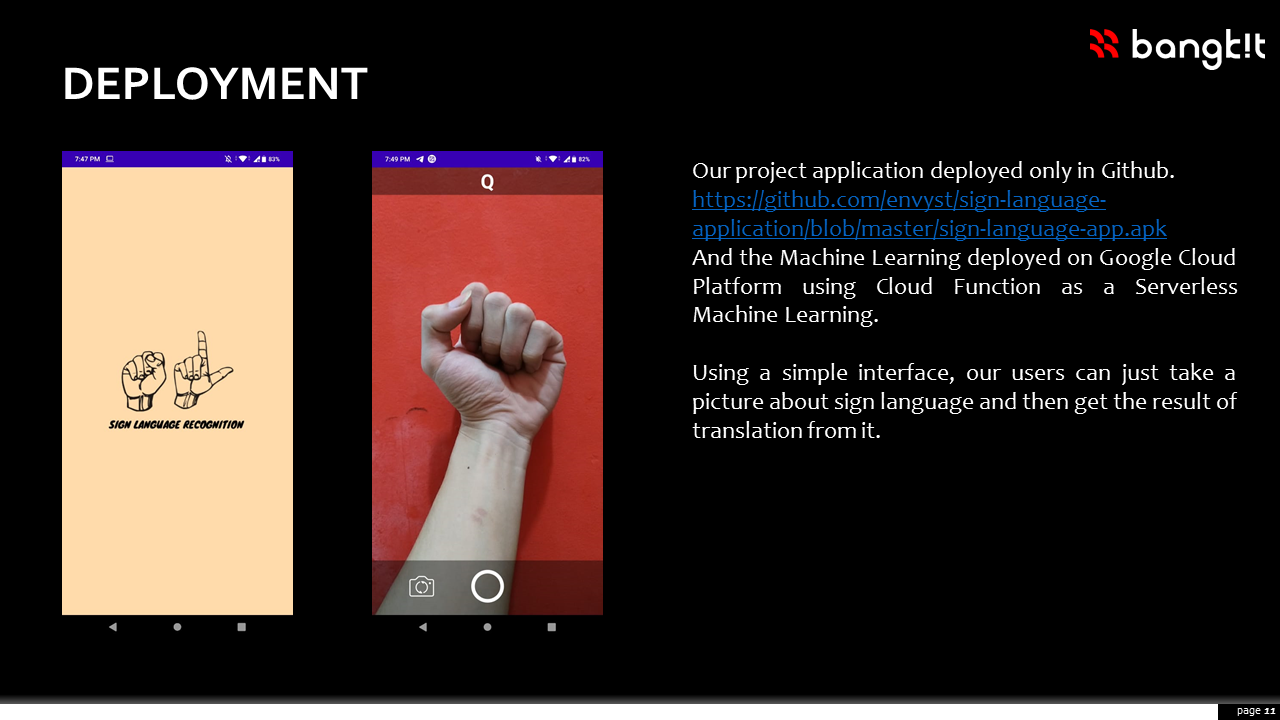 bangk!t
DEPLOYMENT
7:47 PM
83%
SIGN LANGUAGE RECOGNITION
7:49 PM
82%
Q
Our project application deployed only in Github.
https://github.com/envyst/sign-language-
application/blob/master/sign-language-app.apk
And the Machine Learning deployed on Google Cloud
Platform using Cloud Function as a Serverless
Machine Learning.
Using a simple interface, our users can just take a
picture about sign language and then get the result of
translation from it.
page 11